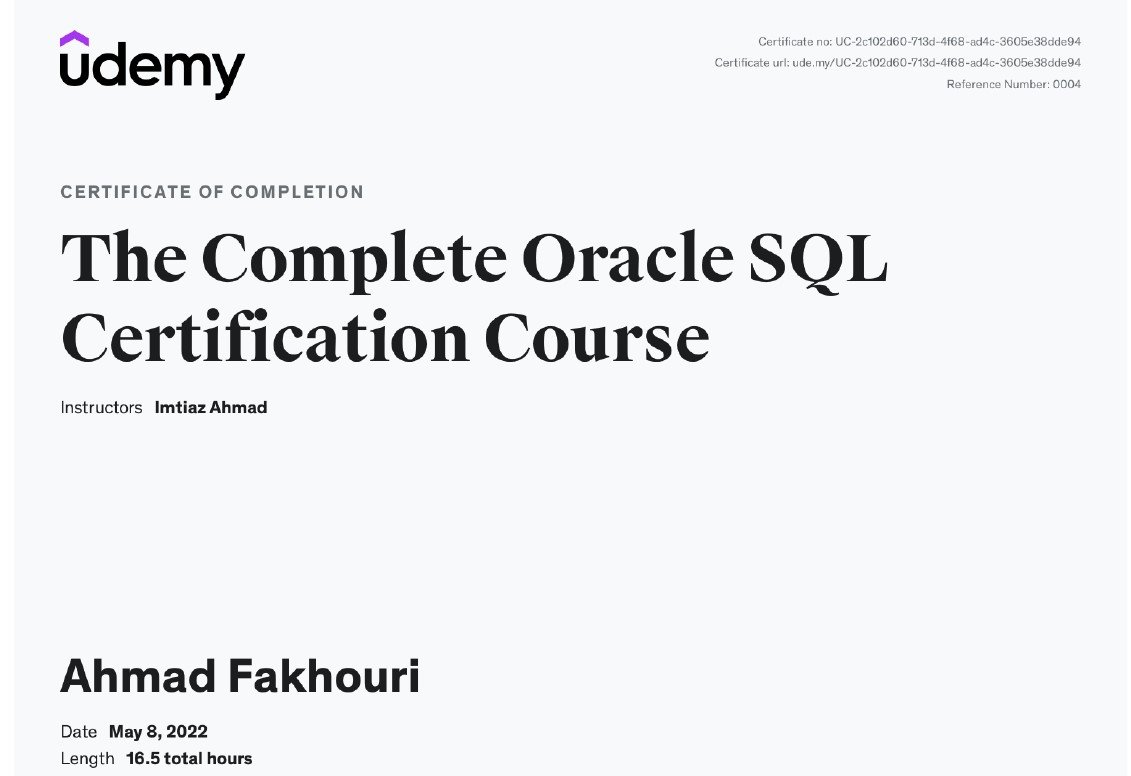 udemy
Certificate no: UC-2c102d60-713d-4f68-ad4c-3605e38dde94
Certificate url: ude.my/UC-2c102d60-713d-4f68-ad4c-3605e38dde94
Reference Number: 0004
CERTIFICATE OF COMPLETION
The Complete Oracle SQL
Certification Course
Instructors Imtiaz Ahmad
Ahmad Fakhouri
Date May 8, 2022
Length 16.5 total hours